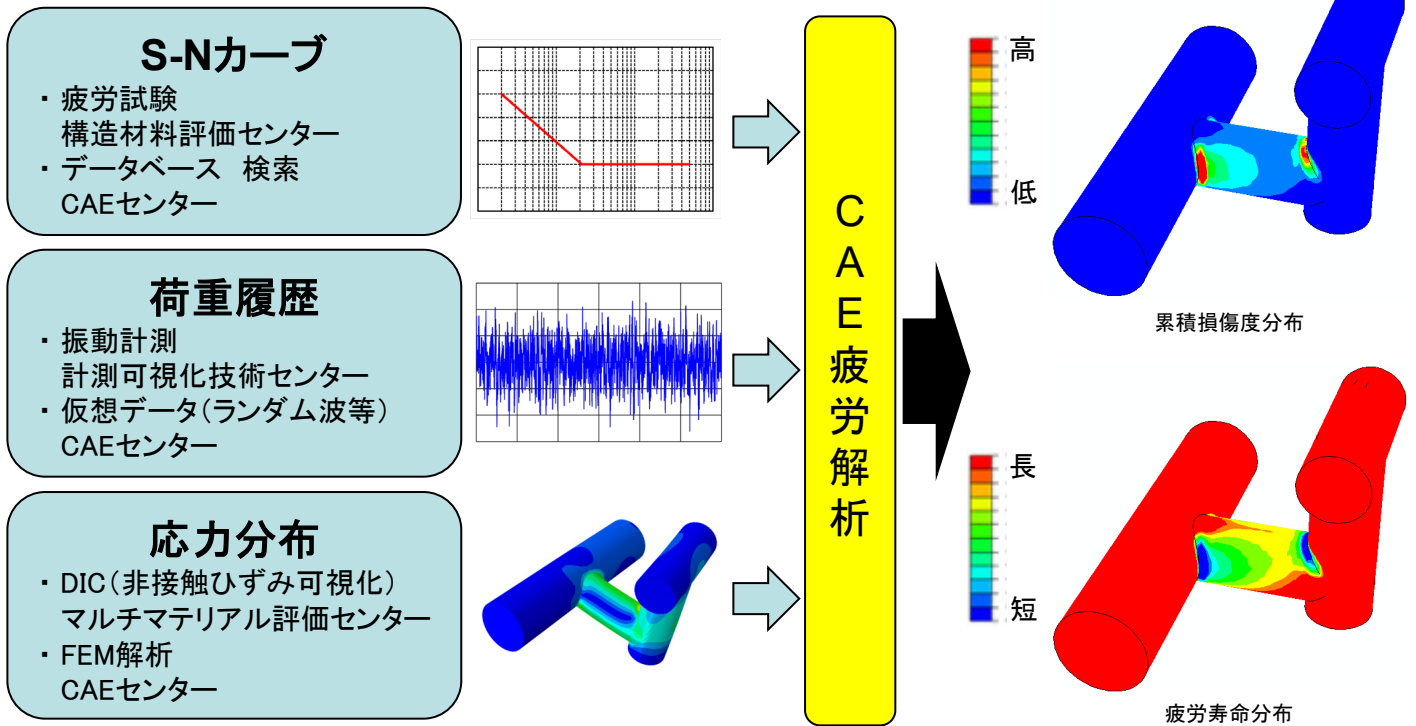 S-Nカーブ
・ 疲労試験
構造材料評価センター
・ データベース　検索
CAEセンター
荷重履歴
・ 振動計測
計測可視化技術センター
・ 仮想データ（ランダム波等）
CAEセンター
応力分布
・ DIC（非接触ひずみ可視化）
マルチマテリアル評価センター
・ FEM解析
CAEセンター
CAE疲労解析
高
低
累積損傷度分布
長
短
疲労寿命分布